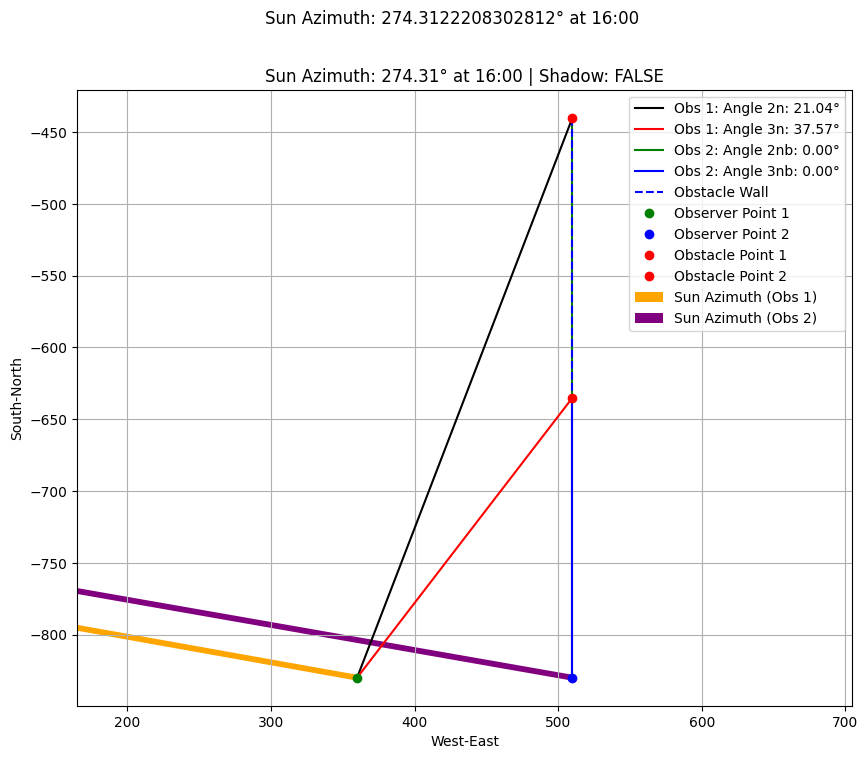 Sun Azimuth: 274.3122208302812° at 16:00
Sun Azimuth: 274.31° at 16:00 | Shadow: FALSE
Obs 1: Angle 2n: 21.04°
Obs 1: Angle 3n: 37.57°
Obs 2: Angle 2nb: 0.00°
Obs 2: Angle 3nb: 0.00°
Obstacle Wall
Observer Point 1
Observer Point 2
Obstacle Point 1
Obstacle Point 2
Sun Azimuth (Obs 1)
Sun Azimuth (Obs 2)
South-North
−450
−500
−550
−600
−650
−700
−750
−800
200 300 400 500 600 700
West-East